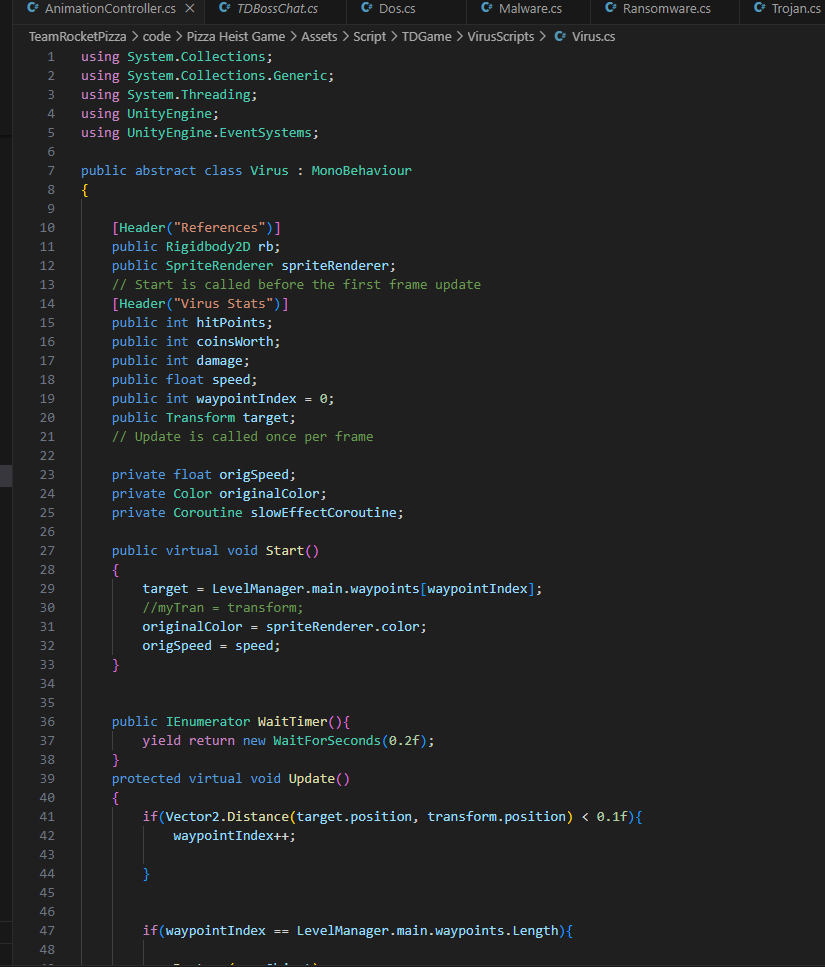 AnimationController.cs
TDBossChat.cs
Dos.cs
Malware.cs
Ransomware.cs
Trojan.cs
TeamRocketPizza > code > Pizza Heist Game > Assets > Script > TDGame > VirusScripts > Virus.cs
1 using System.Collections;
2 using System.Collections.Generic;
3 using System.Threading;
4 using UnityEngine;
5 using UnityEngine.EventSystems;
6
7 public abstract class Virus : MonoBehaviour
8 {
9
10 [Header("References")]
11 public Rigidbody2D rb;
12 public SpriteRenderer spriteRenderer;
13 // Start is called before the first frame update
14 [Header("Virus Stats")]
15 public int hitPoints;
16 public int coinsWorth;
17 public int damage;
18 public float speed;
19 public int waypointIndex = 0;
20 public Transform target;
21 // Update is called once per frame
22
23 private float origSpeed;
24 private Color originalColor;
25 private Coroutine slowEffectCoroutine;
26
27 public virtual void Start()
28 {
29 target = LevelManager.main.waypoints[waypointIndex];
30 //myTran = transform;
31 originalColor = spriteRenderer.color;
32 origSpeed = speed;
33 }
34
35
36 public IEnumerator WaitTimer(){
37 yield return new WaitForSeconds(0.2f);
38 }
39 protected virtual void Update()
40 {
41 if(Vector2.Distance(target.position, transform.position) < 0.1f){
42 waypointIndex++;
43
44 }
45
46
47 if(waypointIndex == LevelManager.main.waypoints.Length){
48